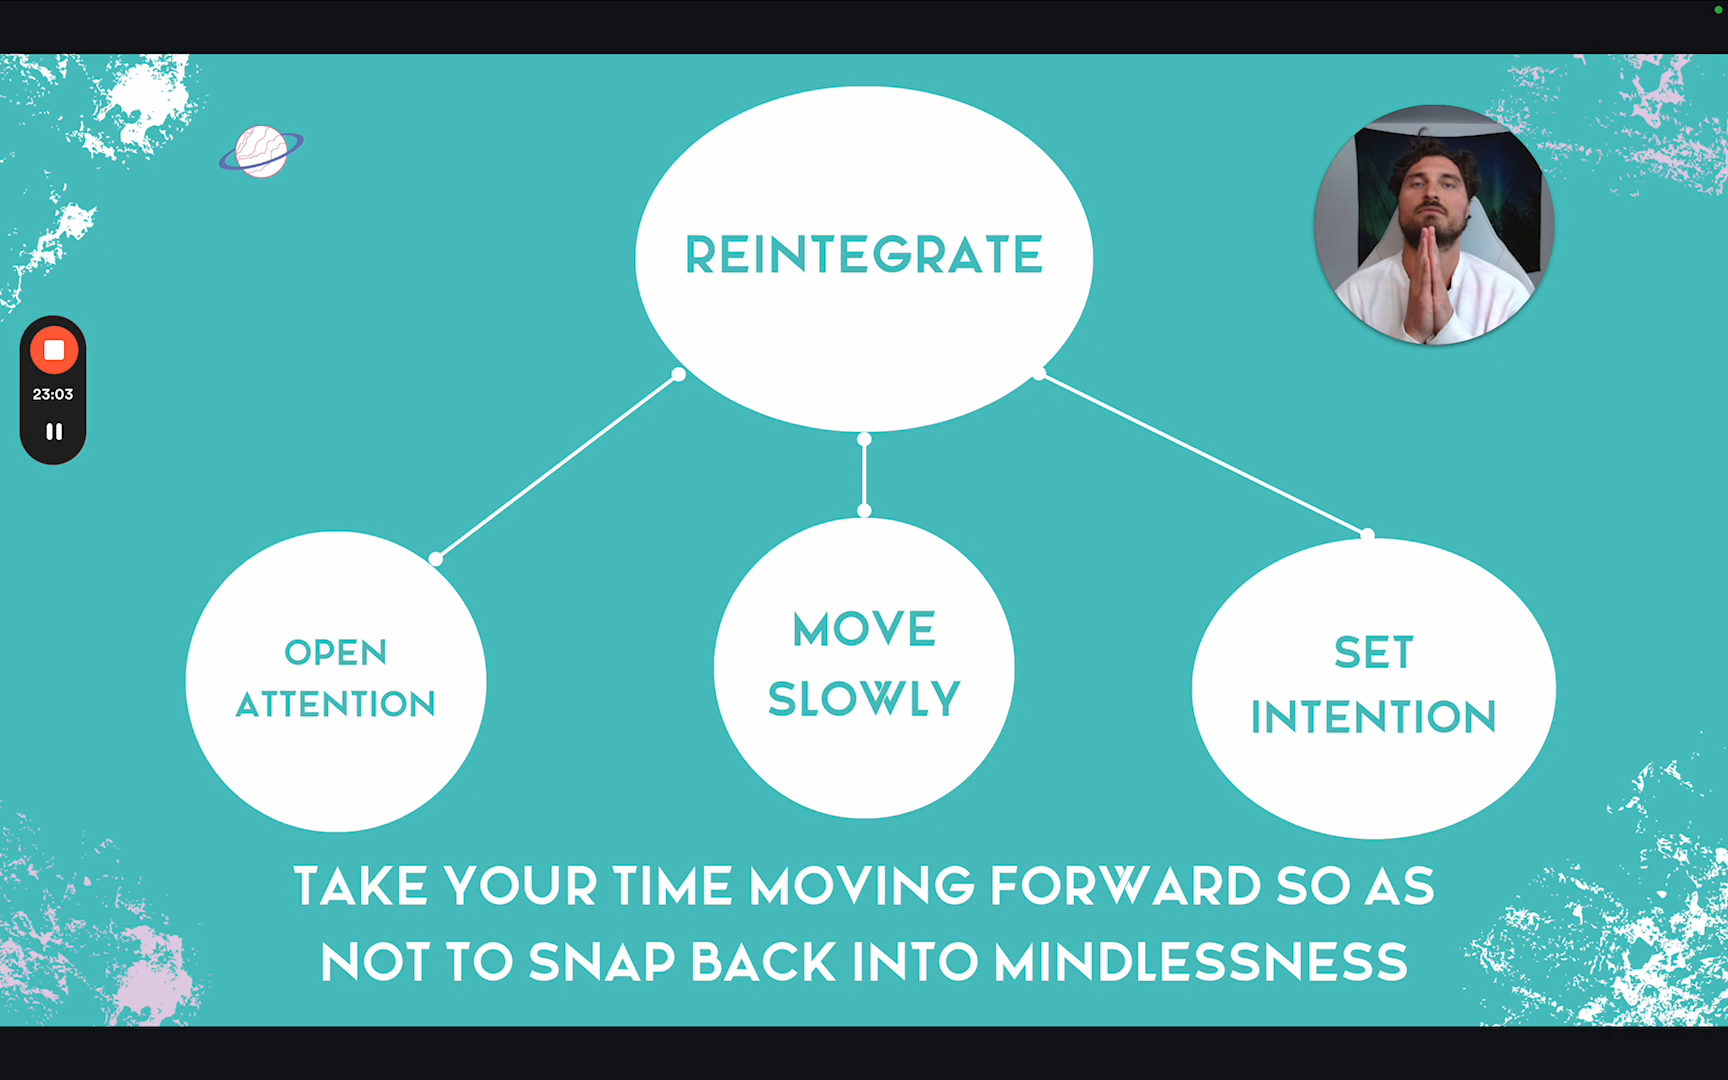 REINTEGRATE
23:03
OPEN
ATTENTION
MOVE
SLOWLY
SET
INTENTION
TAKE YOUR TIME MOVING FORWARD SO AS
NOT TO SNAP BACK INTO MINDLESSNESS